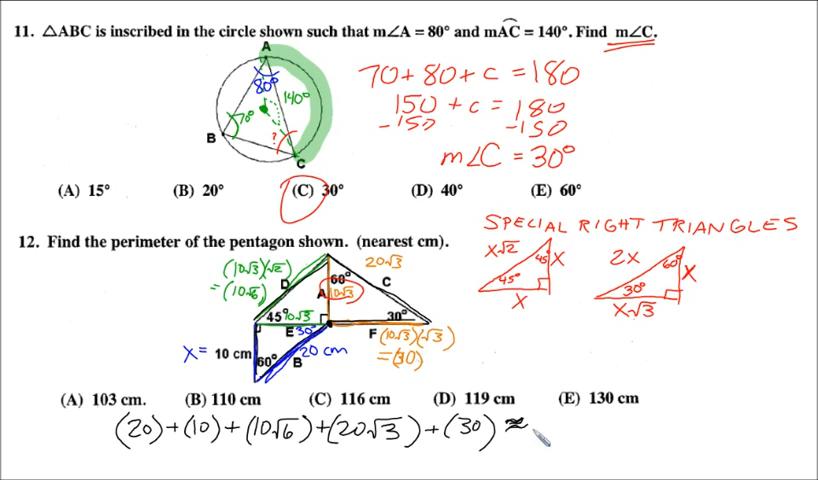 11. △ABC is inscribed in the circle shown such that m∠A = 80° and mAC⌢ = 140°. Find m∠C.
A
80°
140°
70°
B
?
C
70 + 80 + c = 180
150 + c = 180
-150 -150
m∠C = 30°
(A) 15° (B) 20° (C) 30° (D) 40° (E) 60°
SPECIAL RIGHT TRIANGLES
x√2 45° x
45°
x
2x 60° x
30°
x√3
12. Find the perimeter of the pentagon shown. (nearest cm).
(10√3)(√2)
= (10√6)
D
60°
A 10√3
20√3
C
45° 10√3
30°
E 30°
F (10√3)(√3)
= (30)
x = 10 cm
60°
B
20 cm
(A) 103 cm. (B) 110 cm (C) 116 cm (D) 119 cm (E) 130 cm
(20) + (10) + (10√6) + (20√3) + (30) ≈